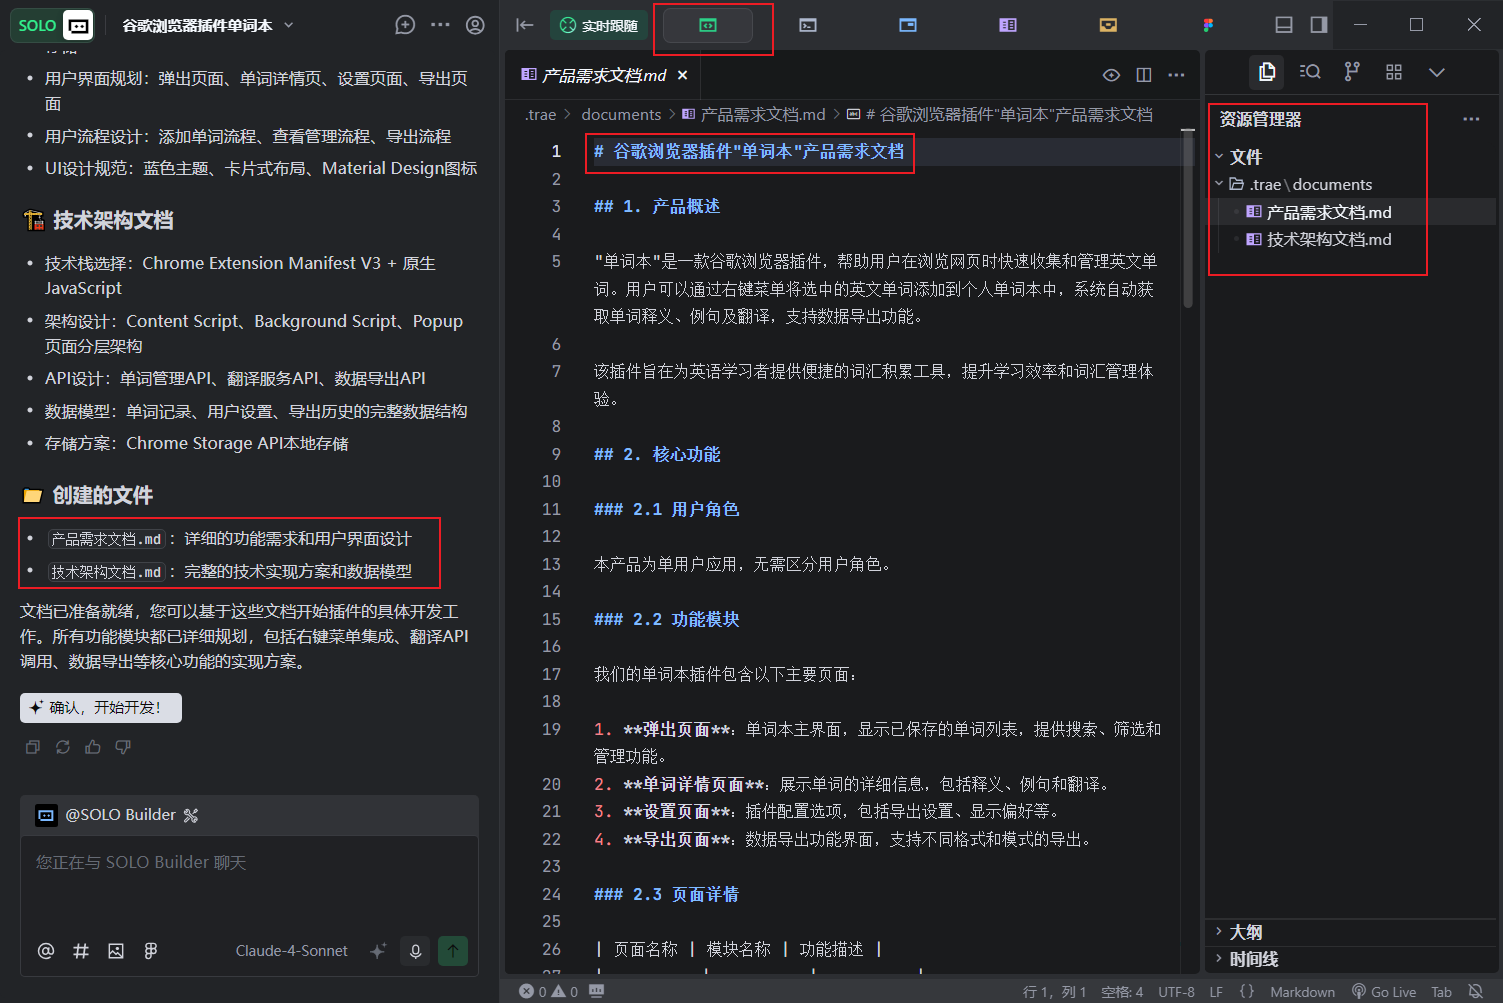 SOLO
谷歌浏览器插件单词本
用户界面规划：弹出页面、单词详情页、设置页面、导出页
面
用户流程设计：添加单词流程、查看管理流程、导出流程
UI设计规范：蓝色主题、卡片式布局、Material Design图标
技术架构文档
技术栈选择：Chrome Extension Manifest V3 + 原生
JavaScript
架构设计：Content Script、Background Script、Popup
页面分层架构
API设计：单词管理API、翻译服务API、数据导出API
数据模型：单词记录、用户设置、导出历史的完整数据结构
存储方案：Chrome Storage API本地存储
创建的文件
产品需求文档.md：详细的功能需求和用户界面设计
技术架构文档.md：完整的技术实现方案和数据模型
文档已准备就绪，您可以基于这些文档开始插件的具体开发工
作。所有功能模块都已详细规划，包括右键菜单集成、翻译API
调用、数据导出等核心功能的实现方案。
确认，开始开发！
@SOLO Builder
您正在与 SOLO Builder 聊天
Claude-4-Sonnet
实时跟随
产品需求文档.md
.trae > documents > 产品需求文档.md > # 谷歌浏览器插件"单词本"产品需求文档
1 # 谷歌浏览器插件"单词本"产品需求文档
2
3 ## 1. 产品概述
4
5 "单词本"是一款谷歌浏览器插件，帮助用户在浏览网页时快速收集和管理英文单
词。用户可以通过右键菜单将选中的英文单词添加到个人单词本中，系统自动获
取单词释义、例句及翻译，支持数据导出功能。
6
7 该插件旨在为英语学习者提供便捷的词汇积累工具，提升学习效率和词汇管理体
验。
8
9 ## 2. 核心功能
10
11 ### 2.1 用户角色
12
13 本产品为单用户应用，无需区分用户角色。
14
15 ### 2.2 功能模块
16
17 我们的单词本插件包含以下主要页面：
18
19 1. **弹出页面**：单词本主界面，显示已保存的单词列表，提供搜索、筛选和
管理功能。
20 2. **单词详情页面**：展示单词的详细信息，包括释义、例句和翻译。
21 3. **设置页面**：插件配置选项，包括导出设置、显示偏好等。
22 4. **导出页面**：数据导出功能界面，支持不同格式和模式的导出。
23
24 ### 2.3 页面详情
25
26 | 页面名称 | 模块名称 | 功能描述 |
资源管理器
文件
.trae\documents
产品需求文档.md
技术架构文档.md
大纲
时间线
0 0
行 1，列 1 空格: 4 UTF-8 LF {} Markdown Go Live Tab